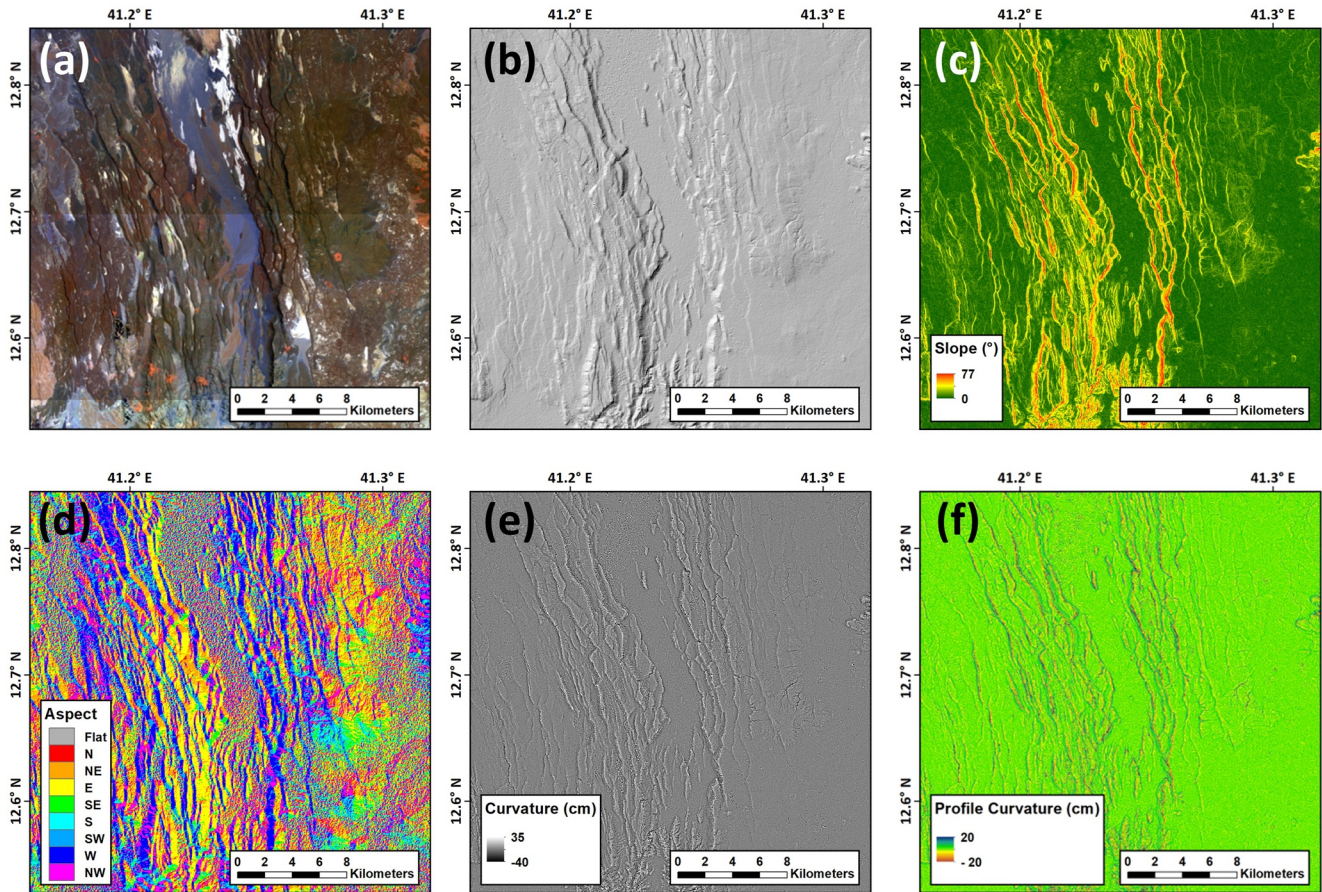 41.2° E 41.3° E
(a)
12.8° N
12.7° N
12.6° N
0 2 4 6 8
Kilometers
41.2° E 41.3° E
(b)
12.8° N
12.7° N
12.6° N
0 2 4 6 8
Kilometers
41.2° E 41.3° E
(c)
12.8° N
12.7° N
12.6° N
Slope (°)
77
0
0 2 4 6 8
Kilometers
41.2° E 41.3° E
(d)
12.8° N
12.7° N
12.6° N
Aspect
Flat
N
NE
E
SE
S
SW
W
NW
0 2 4 6 8
Kilometers
41.2° E 41.3° E
(e)
12.8° N
12.7° N
12.6° N
Curvature (cm)
35
-40
0 2 4 6 8
Kilometers
41.2° E 41.3° E
(f)
12.8° N
12.7° N
12.6° N
Profile Curvature (cm)
20
- 20
0 2 4 6 8
Kilometers